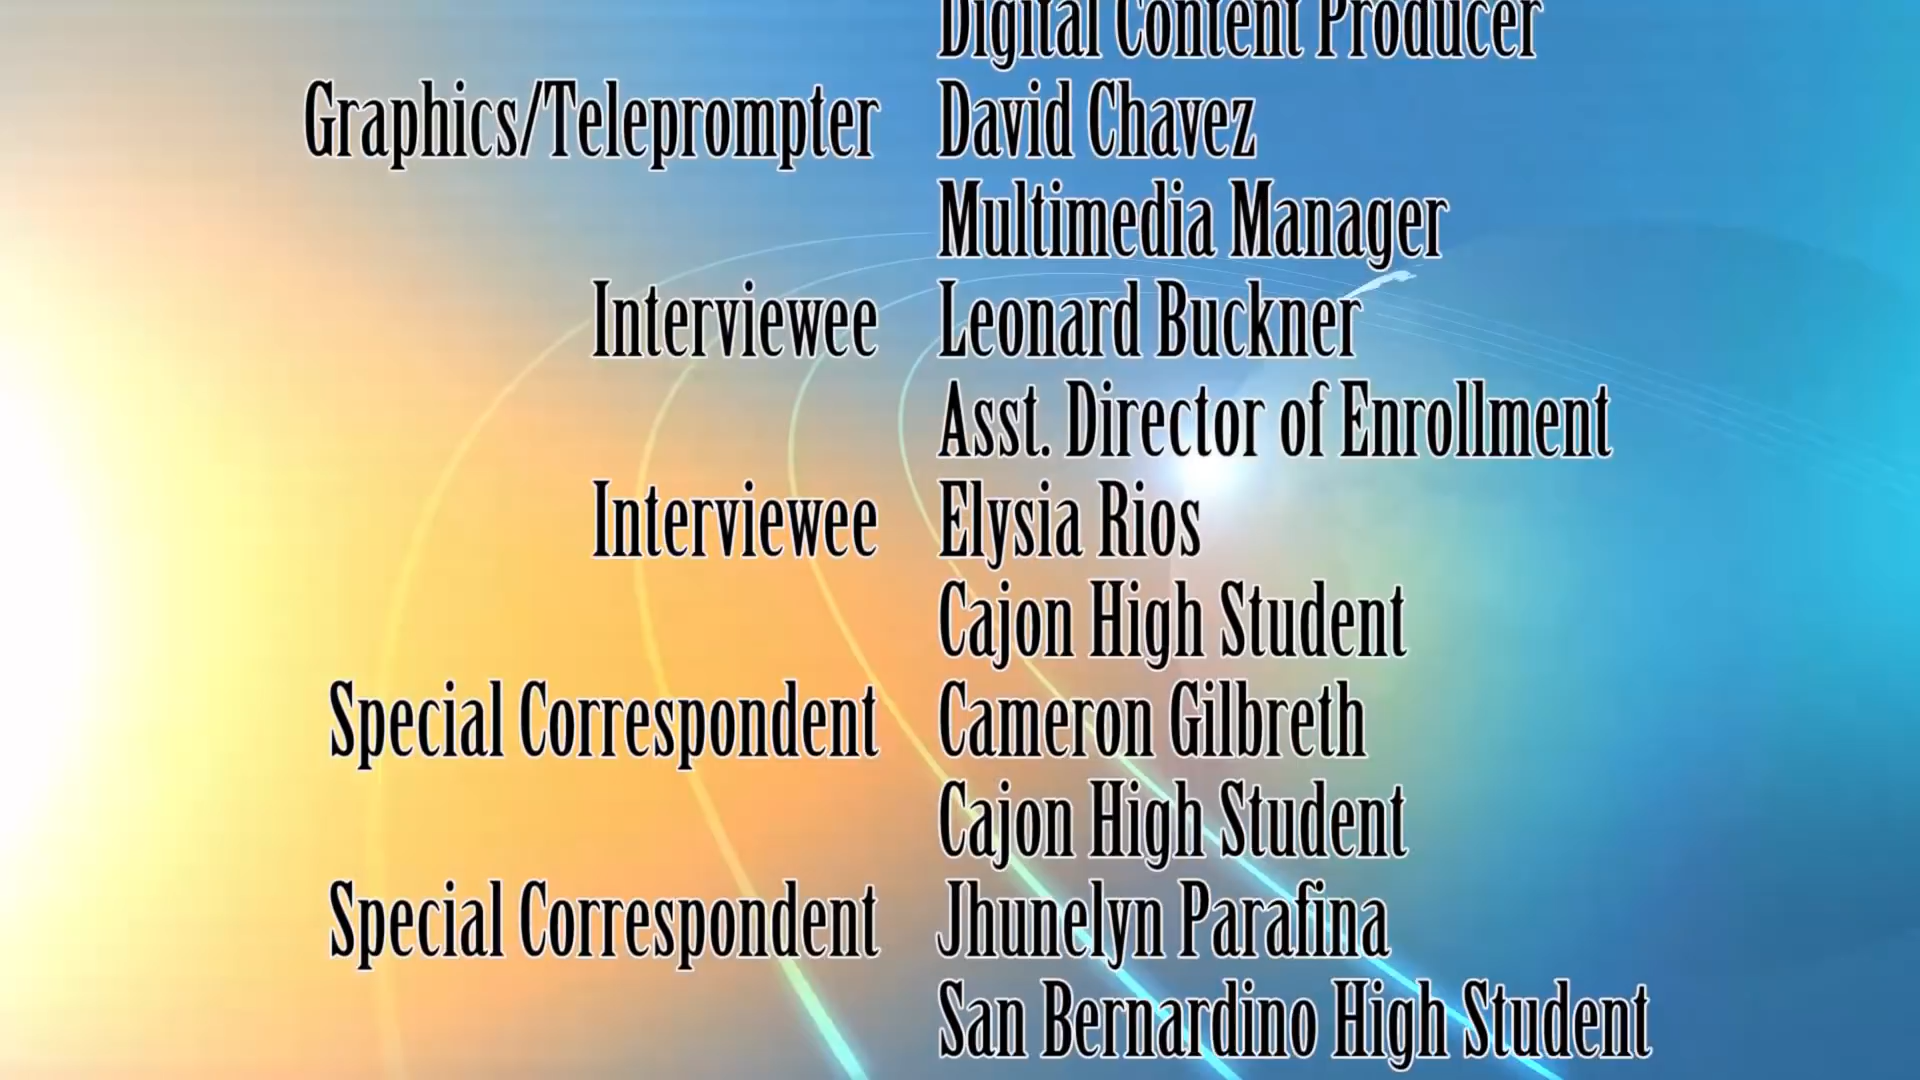 Digital Content Producer
Graphics/Teleprompter David Chavez
Multimedia Manager
Interviewee Leonard Buckner
Asst. Director of Enrollment
Interviewee Elysia Rios
Cajon High Student
Special Correspondent Cameron Gilbreth
Cajon High Student
Special Correspondent Jhunelyn Parafina
San Bernardino High Student